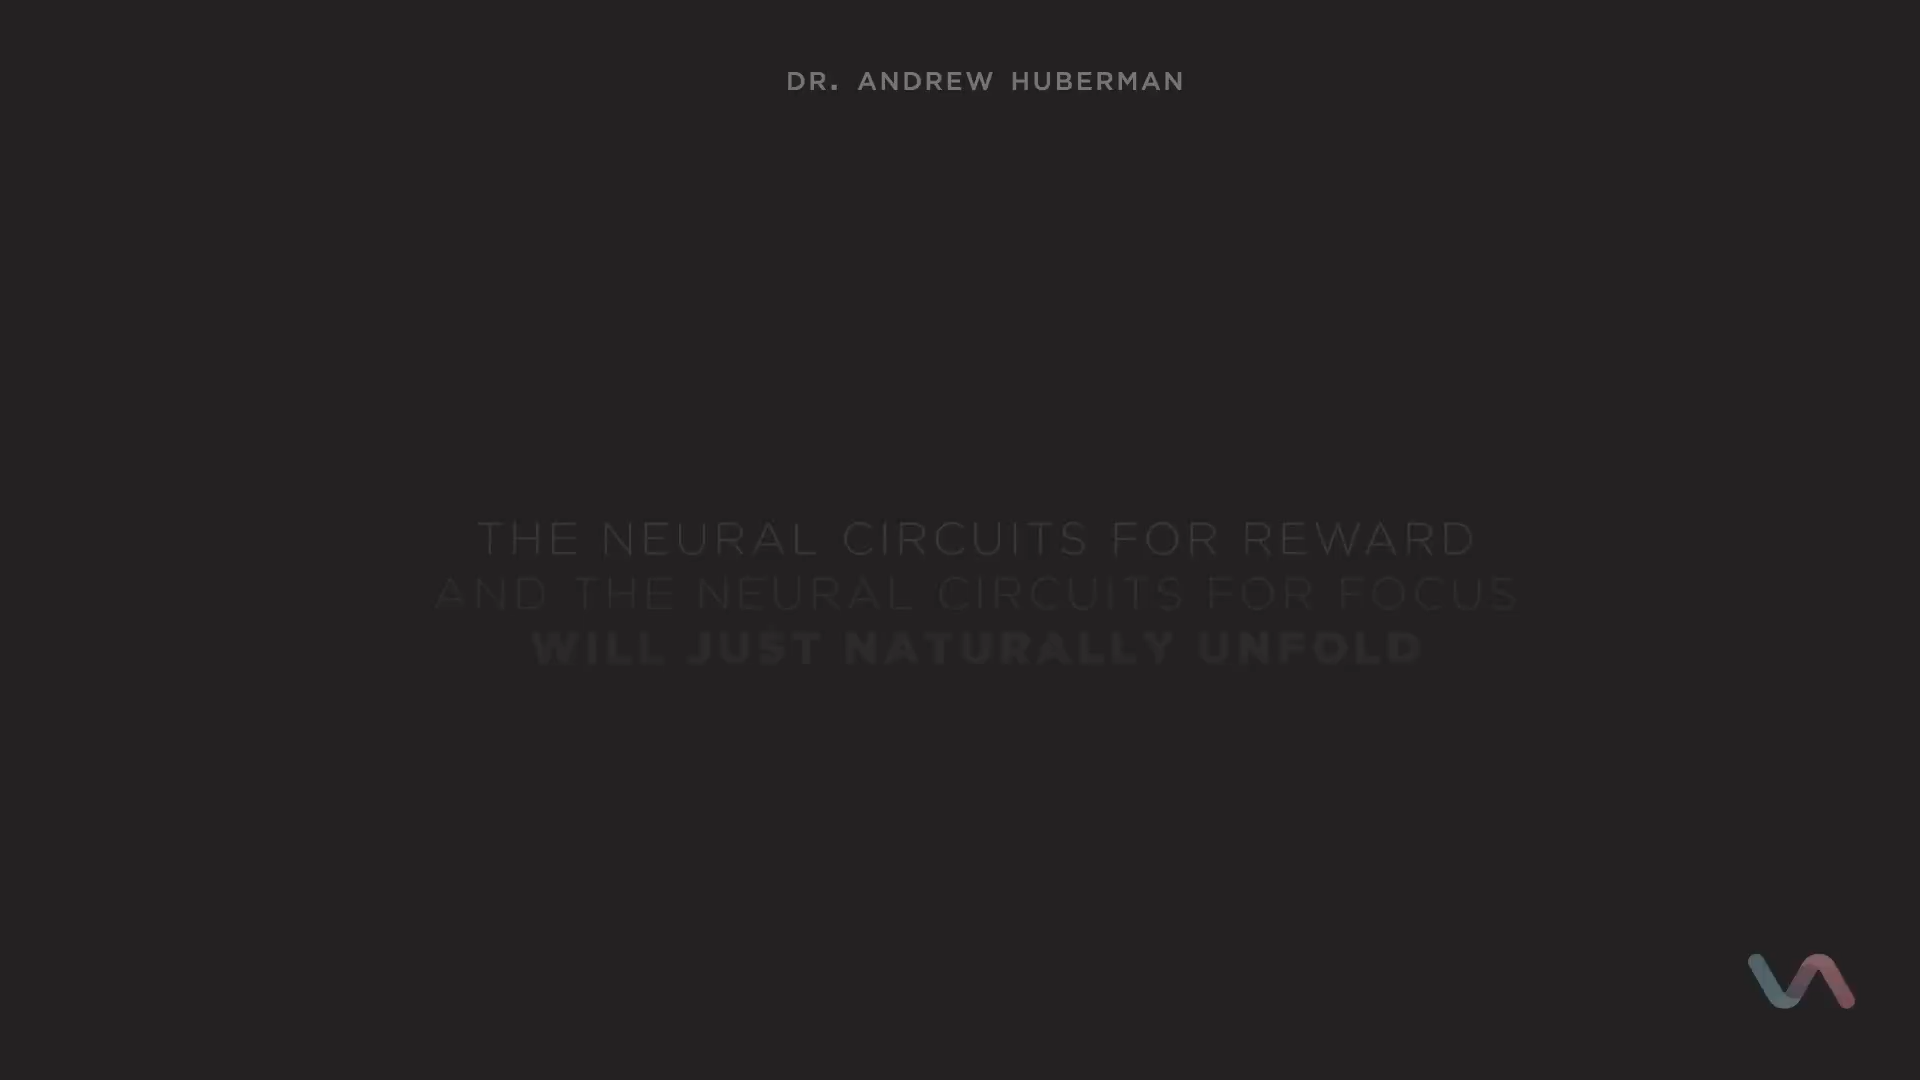 DR. ANDREW HUBERMAN
THE NEURAL CIRCUITS FOR REWARD
AND THE NEURAL CIRCUITS FOR FOCUS
WILL JUST NATURALLY UNFOLD